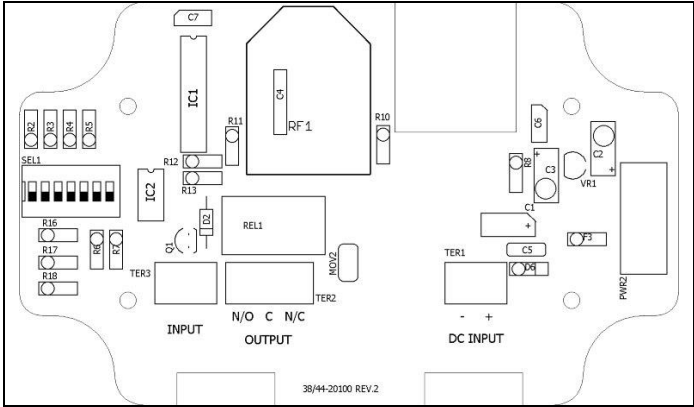 C7
IC1
C4
RF1
R11
R10
R2
R3
R4
R5
C6
C2
R12
R8
C3
VR1
SEL1
R13
IC2
D2
REL1
C1
R16
Q1
R6
R7
F3
R17
MOV2
C5
TER1
D6
R18
TER3
TER2
PWR2
N/O C N/C
- +
INPUT
OUTPUT
DC INPUT
38/44-20100 REV.2